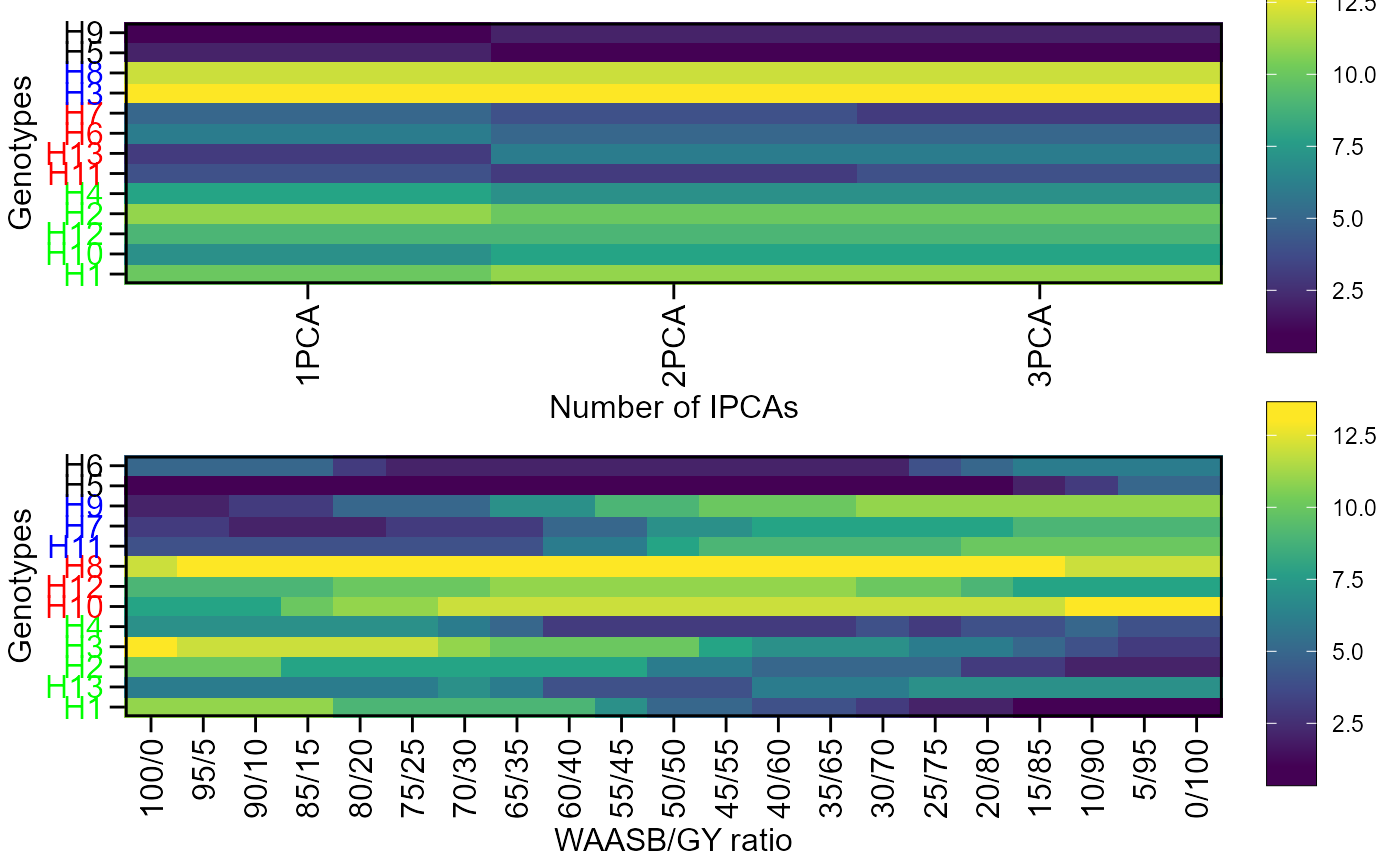 12.5
10.0
7.5
5.0
2.5
Genotypes
H9
H5
H8
H3
H7
H6
H13
H11
H4
H2
H12
H10
H1
1PCA
2PCA
3PCA
Number of IPCAs
12.5
10.0
7.5
5.0
2.5
Genotypes
H6
H5
H9
H7
H11
H8
H12
H10
H4
H3
H2
H13
H1
100/0
95/5
90/10
85/15
80/20
75/25
70/30
65/35
60/40
55/45
50/50
45/55
40/60
35/65
30/70
25/75
20/80
15/85
10/90
5/95
0/100
WAASB/GY ratio